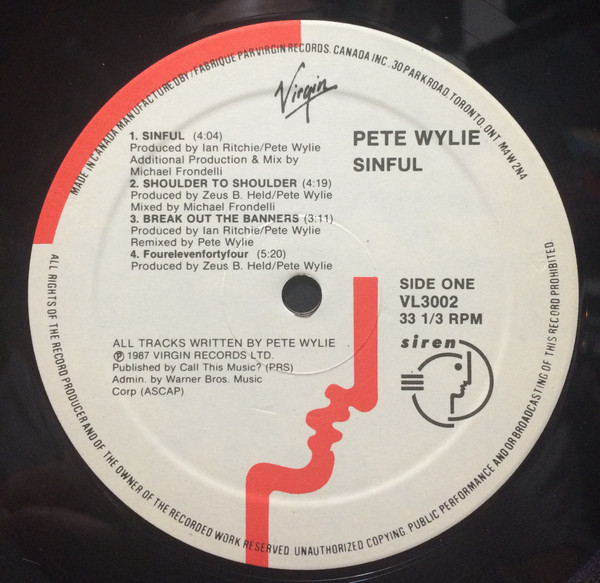 MADE IN CANADA MANUFACTURED BY / FABRIQUE PAR VIRGIN RECORDS. CANADA INC. 30 PARK ROAD, TORONTO, ONT. M4W 2N4
Virgin
1. SINFUL (4:04)
Produced by Ian Ritchie/Pete Wylie
Additional Production & Mix by
Michael Frondelli
2. SHOULDER TO SHOULDER (4:19)
Produced by Zeus B. Held/Pete Wylie
Mixed by Michael Frondelli
3. BREAK OUT THE BANNERS (3:11)
Produced by Ian Ritchie/Pete Wylie
Remixed by Pete Wylie
4. Fourelevenfortyfour (5:20)
Produced by Zeus B. Held/Pete Wylie
PETE WYLIE
SINFUL
SIDE ONE
VL3002
33 1/3 RPM
siren
ALL TRACKS WRITTEN BY PETE WYLIE
℗ 1987 VIRGIN RECORDS LTD.
Published by Call This Music? (PRS)
Admin. by Warner Bros. Music
Corp (ASCAP)
ALL RIGHTS OF THE RECORD PRODUCER AND OF THE OWNER OF THE RECORDED WORK RESERVED. UNAUTHORIZED COPYING, PUBLIC PERFORMANCE AND/OR BROADCASTING OF THIS RECORD PROHIBITED.